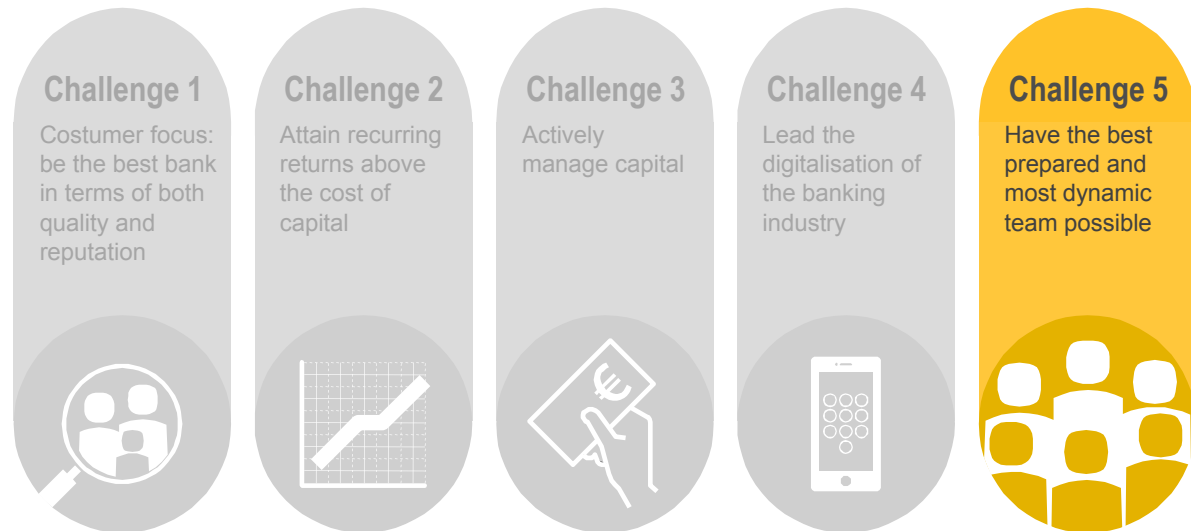 Challenge 1
Costumer focus:
be the best bank
in terms of both
quality and
reputation
Challenge 2
Attain recurring
returns above
the cost of
capital
Challenge 3
Actively
manage capital
Challenge 4
Lead the
digitalisation of
the banking
industry
Challenge 5
Have the best
prepared and
most dynamic
team possible
€